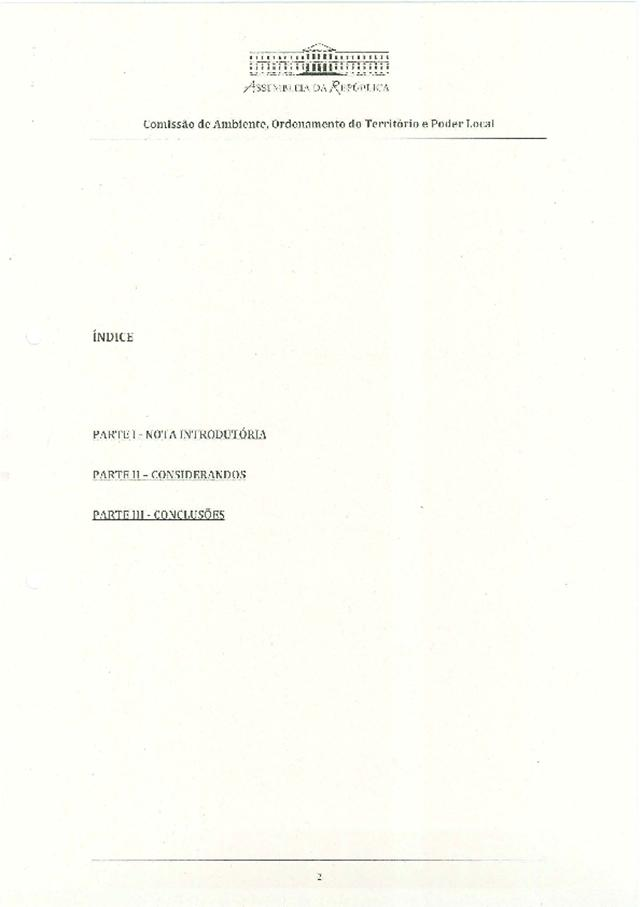 ASSEMBLEIA DA REPÚBLICA
Comissão de Ambiente, Ordenamento do Território e Poder Local
ÍNDICE
PARTE I - NOTA INTRODUTÓRIA
PARTE II – CONSIDERANDOS
PARTE III - CONCLUSÕES
2